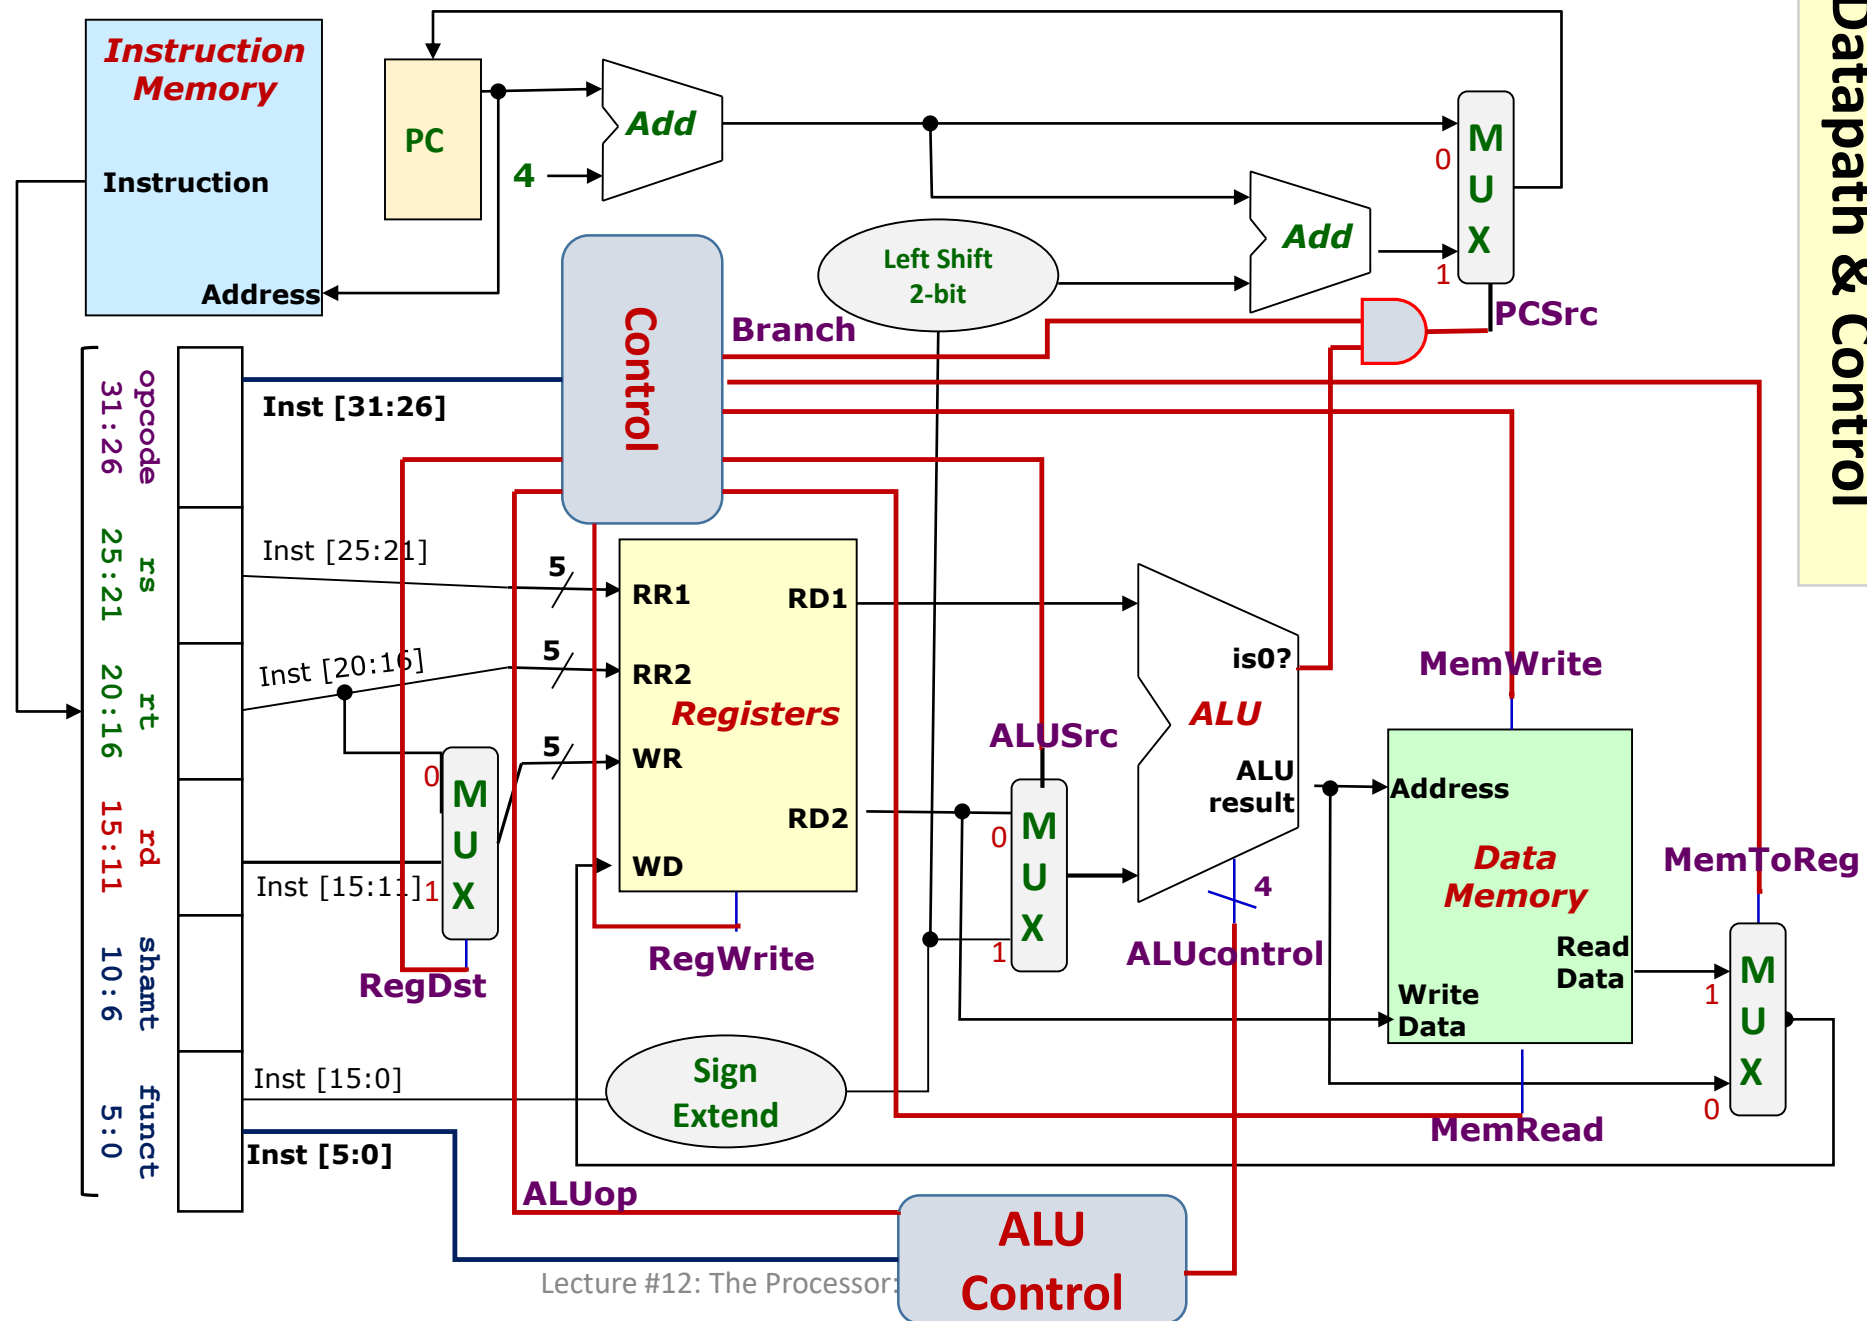 Datapath & Control
Instruction
Memory
Instruction
Address
PC
4
Add
Add
Left Shift
2-bit
M
U
X
0
1
PCSrc
Control
Branch
opcode
31:26
Inst [31:26]
rs
25:21
Inst [25:21]
5
rt
20:16
Inst [20:16]
5
rd
15:11
Inst [15:11]
0
1
M
U
X
RegDst
5
shamt
10:6
funct
5:0
Inst [15:0]
Inst [5:0]
RR1
RR2
WR
WD
RD1
RD2
Registers
RegWrite
Sign
Extend
ALUSrc
0
1
M
U
X
is0?
ALU
ALU
result
4
ALUcontrol
MemWrite
Address
Data
Memory
Read
Data
Write
Data
MemRead
MemToReg
1
0
M
U
X
ALUop
ALU
Control
Lecture #12: The Processor: